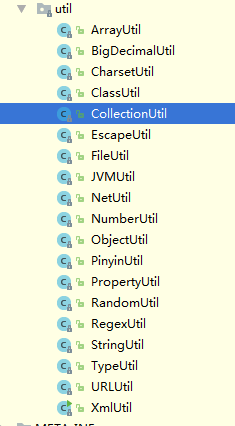 util
ArrayUtil
BigDecimalUtil
CharsetUtil
ClassUtil
CollectionUtil
EscapeUtil
FileUtil
JVMUtil
NetUtil
NumberUtil
ObjectUtil
PinyinUtil
PropertyUtil
RandomUtil
RegexUtil
StringUtil
TypeUtil
URLUtil
XmlUtil